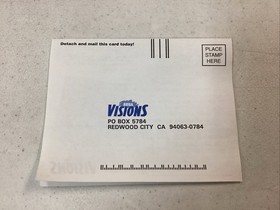 Detach and mail this card today!
PLACE
STAMP
HERE
VISIONS
PO BOX 5784
REDWOOD CITY CA 94063-0784